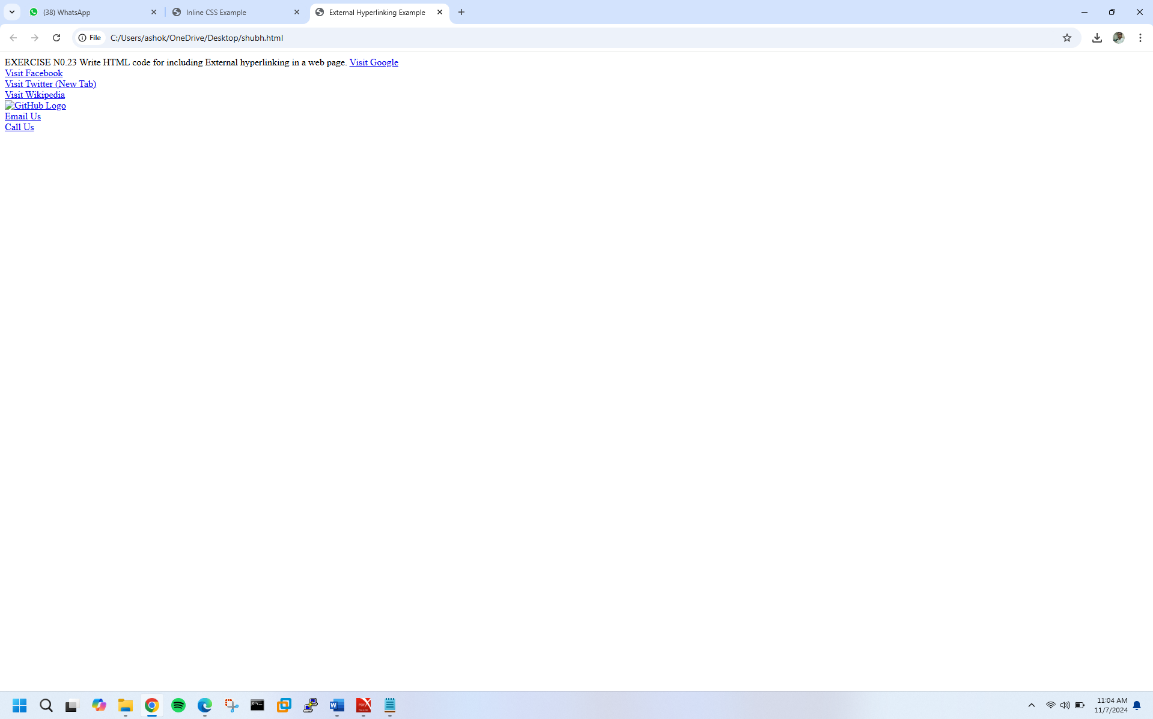 (38) WhatsApp
Inline CSS Example
External Hyperlinking Example
File
C:/Users/ashok/OneDrive/Desktop/shubh.html
EXERCISE N0.23 Write HTML code for including External hyperlinking in a web page. Visit Google
Visit Facebook
Visit Twitter (New Tab)
Visit Wikipedia
GitHub Logo
Email Us
Call Us
11:04 AM
11/7/2024